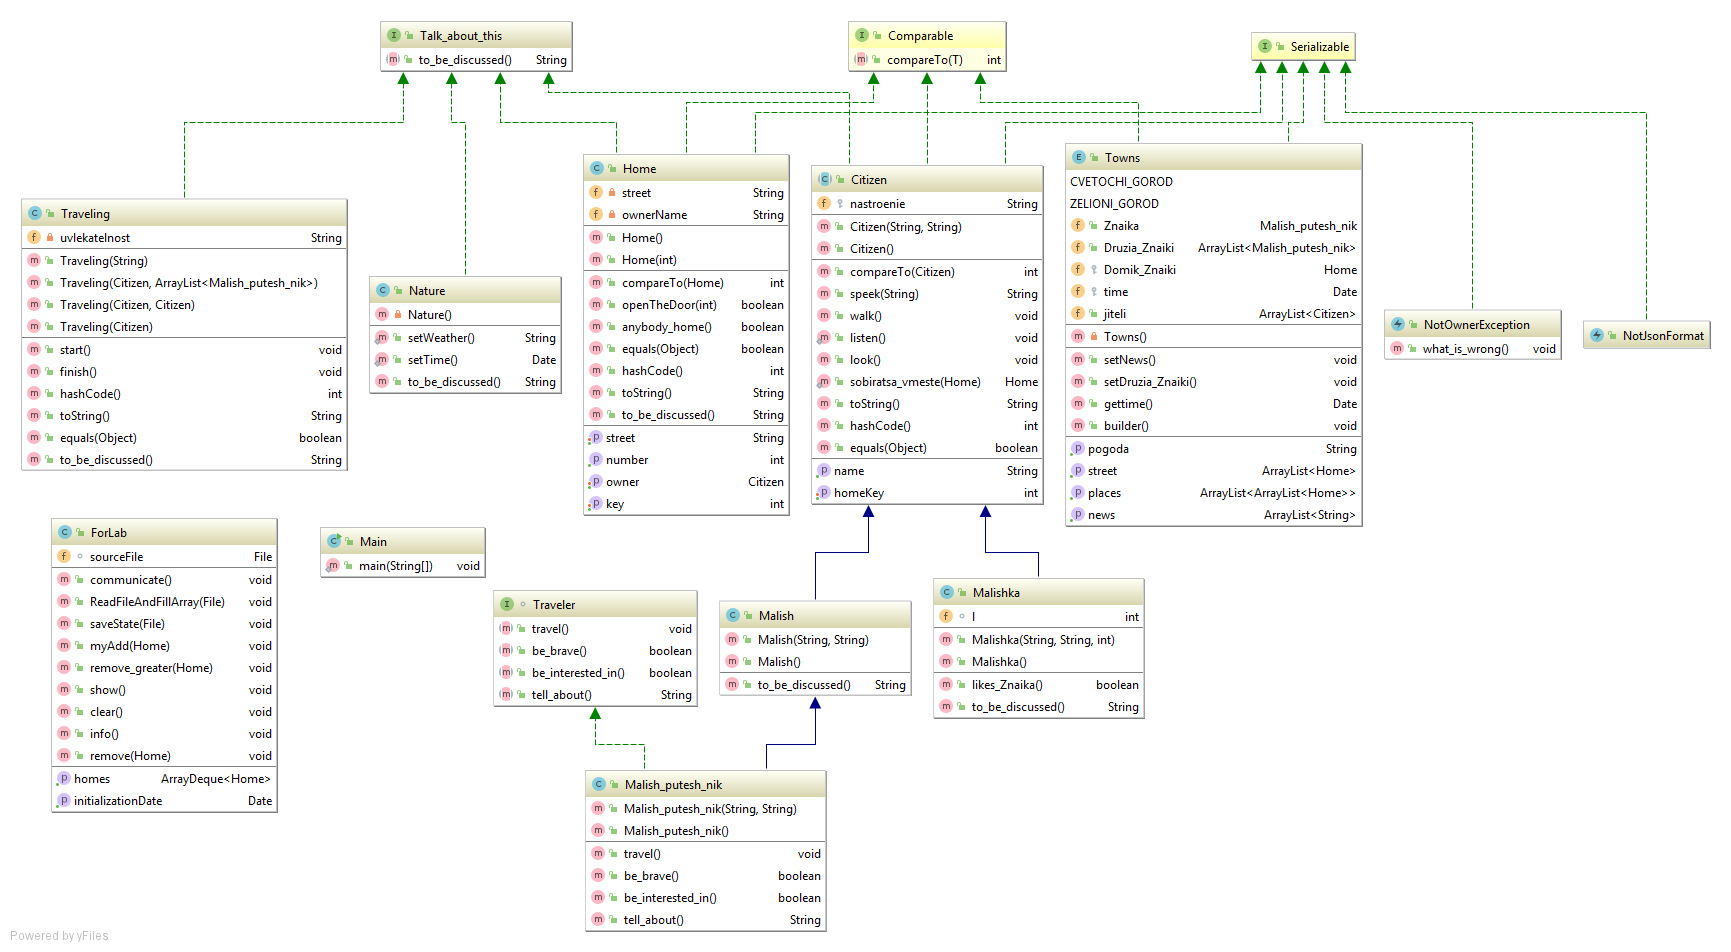 Talk_about_this
to_be_discussed() String
Comparable
compareTo(T) int
Serializable
Traveling
uvlekatelnost String
Traveling(String)
Traveling(Citizen, ArrayList<Malish_putesh_nik>)
Traveling(Citizen, Citizen)
Traveling(Citizen)
start() void
finish() void
hashCode() int
toString() String
equals(Object) boolean
to_be_discussed() String
Nature
Nature()
setWeather() String
setTime() Date
to_be_discussed() String
Home
street String
ownerName String
Home()
Home(int)
compareTo(Home) int
openTheDoor(int) boolean
anybody_home() boolean
equals(Object) boolean
hashCode() int
toString() String
to_be_discussed() String
street String
number int
owner Citizen
key int
Citizen
nastroenie String
Citizen(String, String)
Citizen()
compareTo(Citizen) int
speek(String) String
walk() void
listen() void
look() void
sobiratsa_vmeste(Home) Home
toString() String
hashCode() int
equals(Object) boolean
name String
homeKey int
Towns
CVETOCHI_GOROD
ZELIONI_GOROD
Znaika Malish_putesh_nik
Druzia_Znaiki ArrayList<Malish_putesh_nik>
Domik_Znaiki Home
time Date
jiteli ArrayList<Citizen>
Towns()
setNews() void
setDruzia_Znaiki() void
gettime() Date
builder() void
pogoda String
street ArrayList<Home>
places ArrayList<ArrayList<Home>>
news ArrayList<String>
NotOwnerException
what_is_wrong() void
NotJsonFormat
ForLab
sourceFile File
communicate() void
ReadFileAndFillArray(File) void
saveState(File) void
myAdd(Home) void
remove_greater(Home) void
show() void
clear() void
info() void
remove(Home) void
homes ArrayDeque<Home>
initializationDate Date
Main
main(String[]) void
Traveler
travel() void
be_brave() boolean
be_interested_in() boolean
tell_about() String
Malish
Malish(String, String)
Malish()
to_be_discussed() String
Malishka
l int
Malishka(String, String, int)
Malishka()
likes_Znaika() boolean
to_be_discussed() String
Malish_putesh_nik
Malish_putesh_nik(String, String)
Malish_putesh_nik()
travel() void
be_brave() boolean
be_interested_in() boolean
tell_about() String
Powered by yFiles